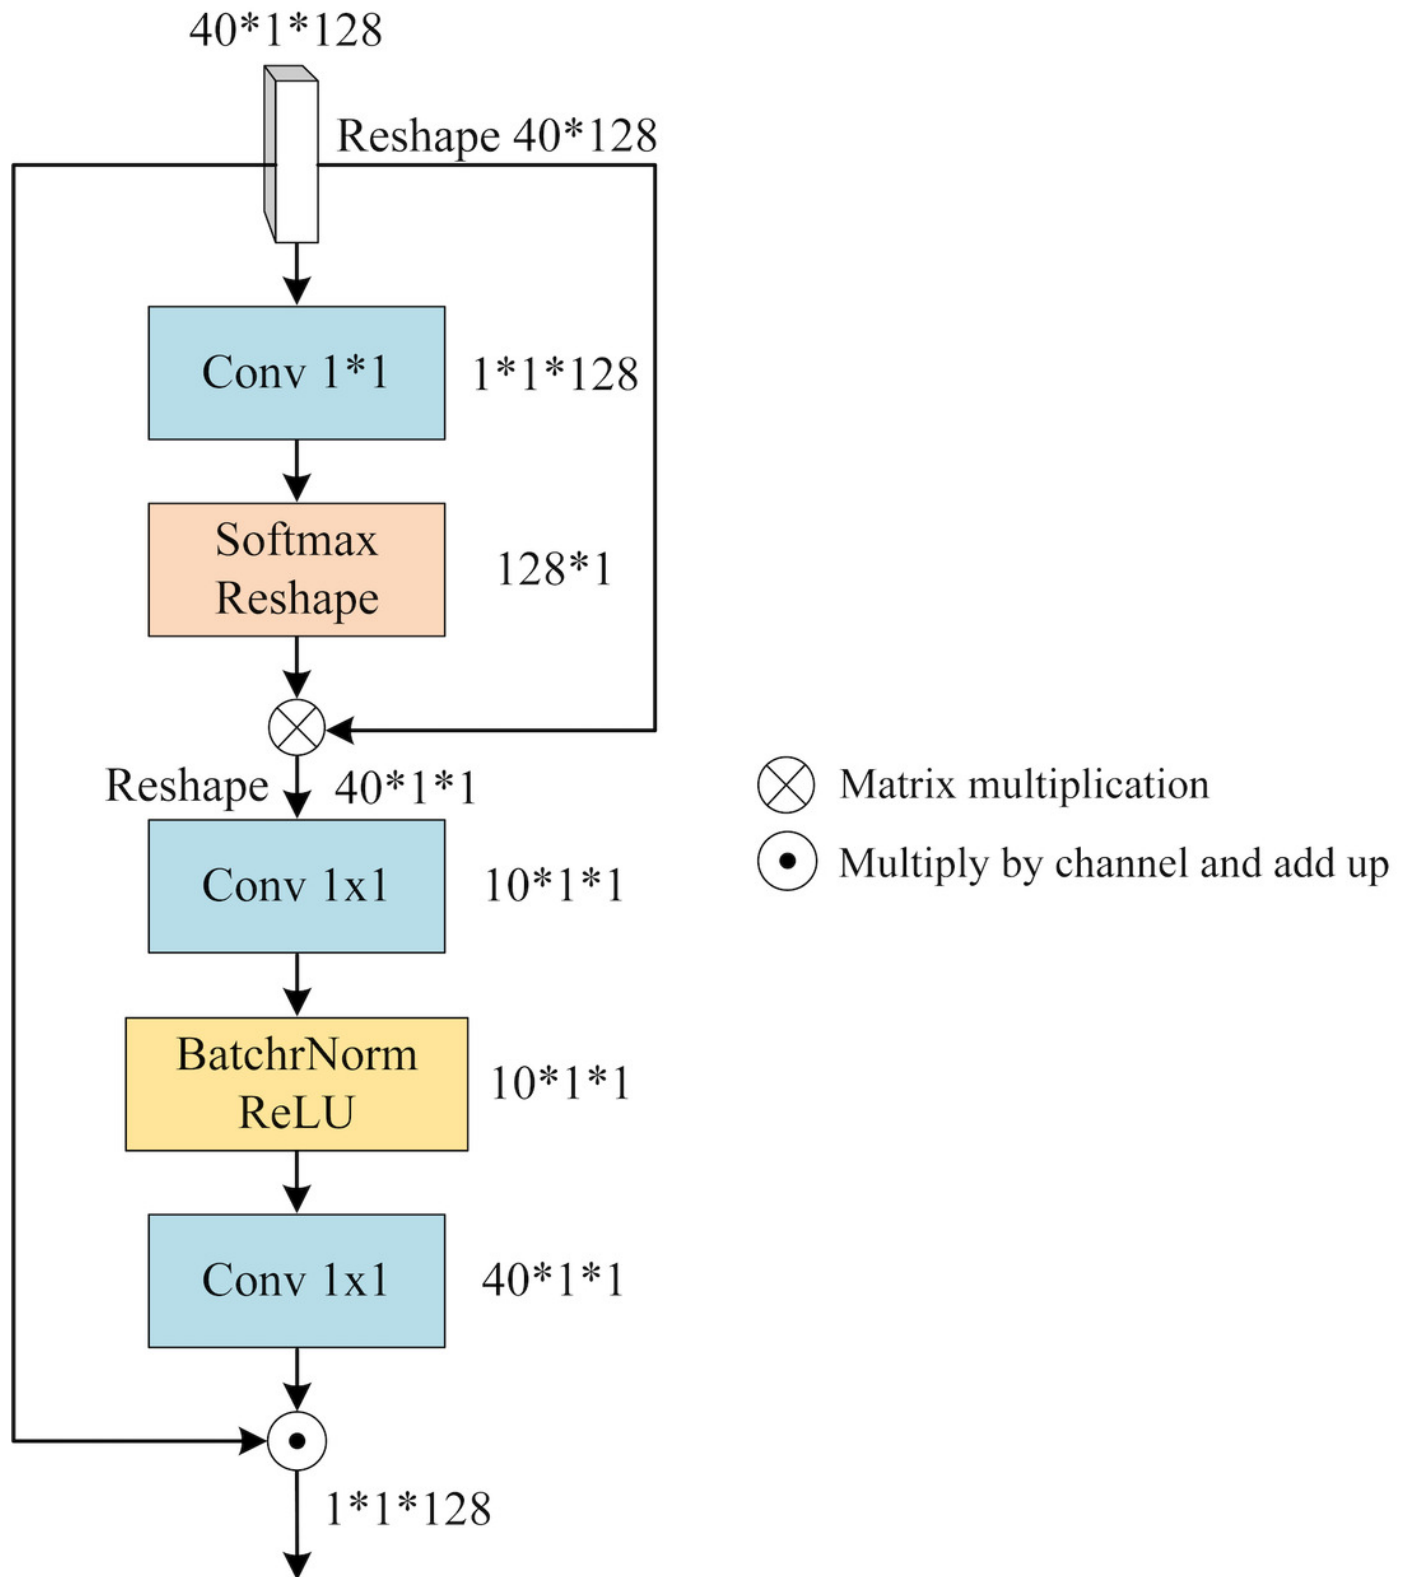 40*1*128
Reshape 40*128
Conv 1*1
1*1*128
Softmax
Reshape
128*1
Reshape
40*1*1
Conv 1x1
10*1*1
BatchrNorm
ReLU
10*1*1
Conv 1x1
40*1*1
1*1*128
Matrix multiplication
Multiply by channel and add up